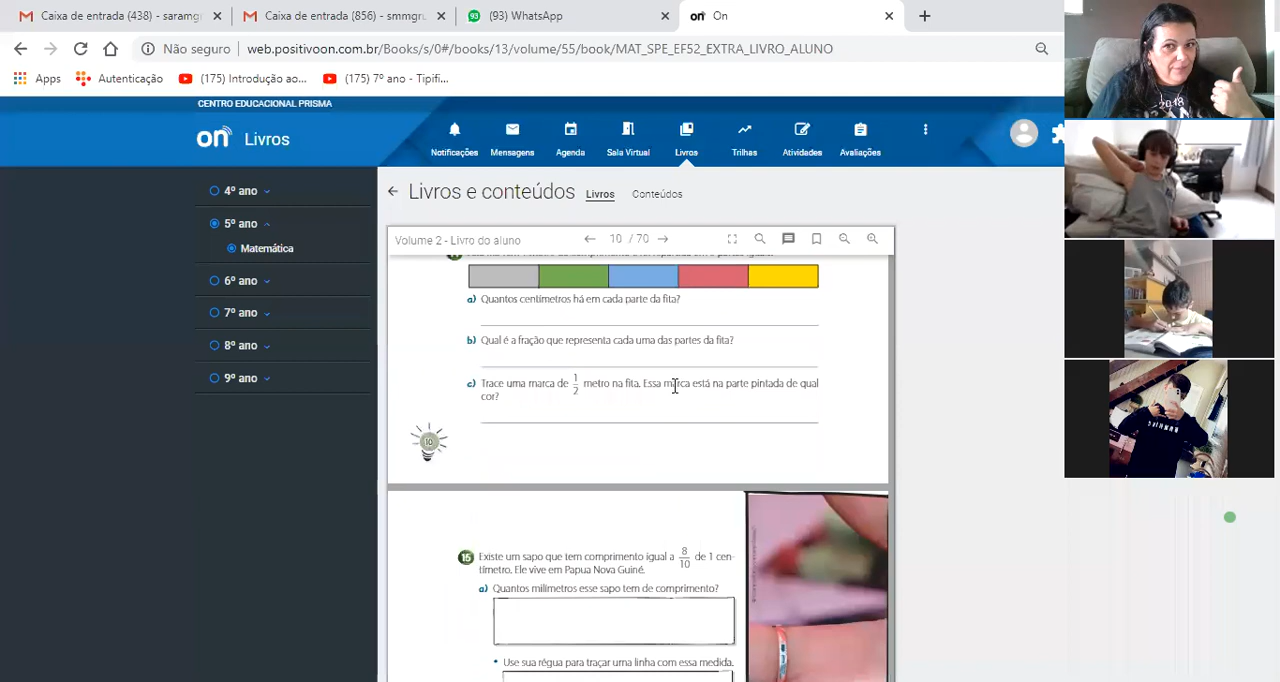 Caixa de entrada (438) - saramgr
Caixa de entrada (856) - smmgru
(93) WhatsApp
On
Não seguro
web.positivoon.com.br/Books/s/0#/books/13/volume/55/book/MAT_SPE_EF52_EXTRA_LIVRO_ALUNO
Apps
Autenticação
(175) Introdução ao...
(175) 7º ano - Tipifi...
CENTRO EDUCACIONAL PRISMA
on Livros
Notificações
Mensagens
Agenda
Sala Virtual
Livros
Trilhas
Atividades
Avaliações
4º ano
5º ano
Matemática
6º ano
7º ano
8º ano
9º ano
Livros e conteúdos
Livros
Conteúdos
Volume 2 - Livro do aluno
10 / 70
a) Quantos centímetros há em cada parte da fita?
b) Qual é a fração que representa cada uma das partes da fita?
c) Trace uma marca de 1/2 metro na fita. Essa marca está na parte pintada de qual
cor?
10
15 Existe um sapo que tem comprimento igual a 8/10 de 1 cen-
tímetro. Ele vive em Papua Nova Guiné.
a) Quantos milímetros esse sapo tem de comprimento?
• Use sua régua para traçar uma linha com essa medida.
2018